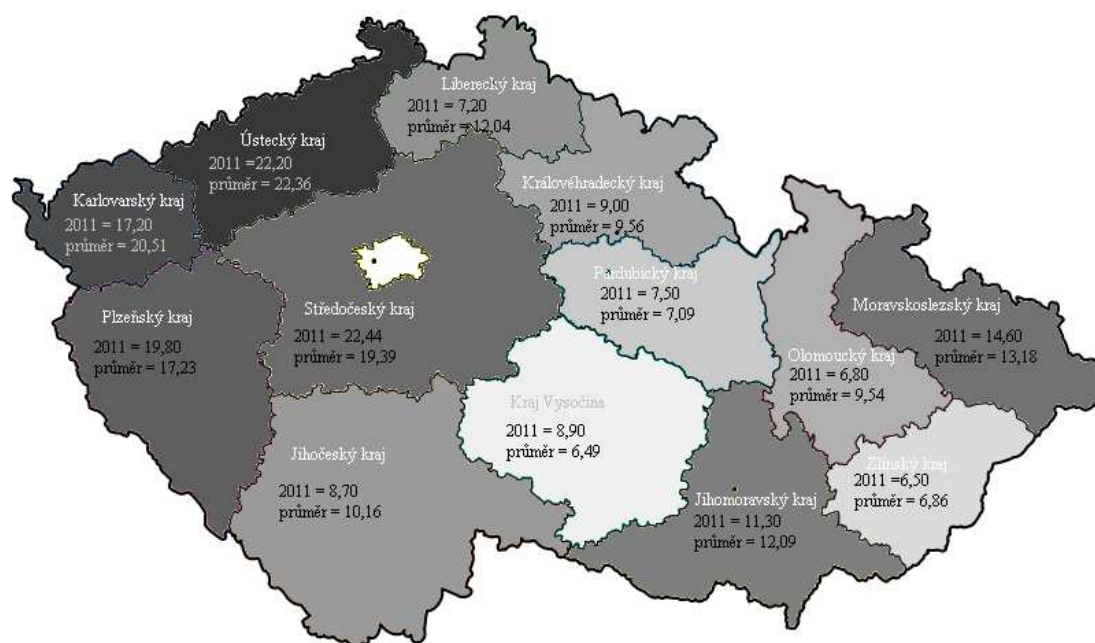 Liberecký kraj
2011 = 7,20
průměr = 12,04
Ústecký kraj
2011 =22,20
průměr = 22,36
Karlovarský kraj
2011 = 17,20
průměr = 20,51
Královéhradecký kraj
2011 = 9,00
průměr = 9,56
Pardubický kraj
2011 = 7,50
průměr = 7,09
Plzeňský kraj
2011 = 19,80
průměr = 17,23
Středočeský kraj
2011 = 22,44
průměr = 19,39
Moravskoslezský kraj
2011 = 14,60
průměr = 13,18
Olomoucký kraj
2011 = 6,80
průměr = 9,54
Kraj Vysočina
2011 = 8,90
průměr = 6,49
Jihočeský kraj
2011 = 8,70
průměr = 10,16
Zlínský kraj
2011 =6,50
průměr = 6,86
Jihomoravský kraj
2011 = 11,30
průměr = 12,09